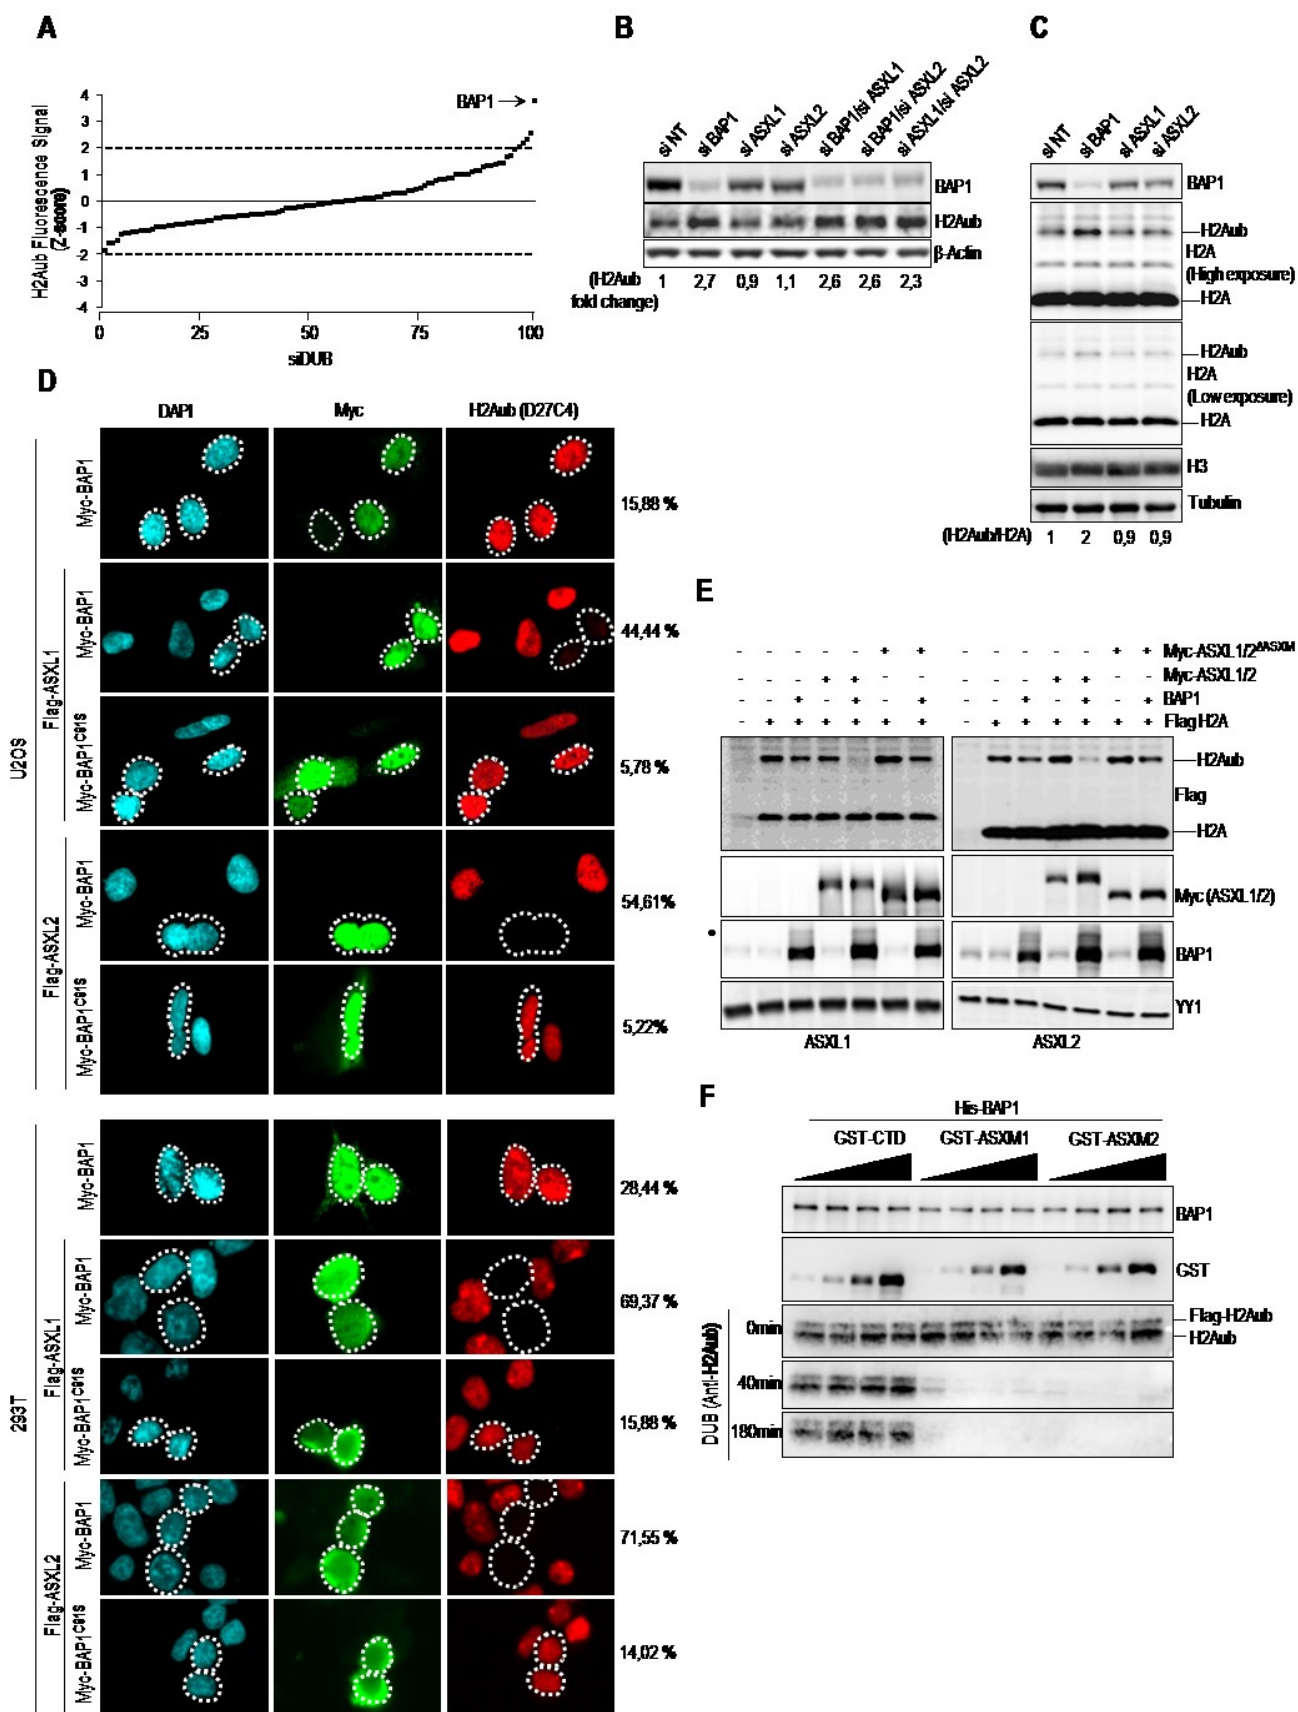 A
H2Aub Fluorescence Signal
(Z-score)
4
3
2
1
0
-1
-2
-3
-4
BAP1
0
25
50
75
100
siDUB
B
si NT
si BAP1
si ASXL1
si ASXL2
si BAP1/si ASXL1
si BAP1/si ASXL2
si ASXL1/si ASXL2
BAP1
H2Aub
β-Actin
(H2Aub
fold change)
1 2,7 0,9 1,1 2,6 2,6 2,3
C
si NT
si BAP1
si ASXL1
si ASXL2
BAP1
H2Aub
H2A
(High exposure)
H2A
H2Aub
H2A
(Low exposure)
H2A
H3
Tubulin
(H2Aub/H2A) 1 2 0,9 0,9
D
DAPI Myc H2Aub (D27C4)
U2OS
Myc-BAP1
15,88 %
Flag-ASXL1
Myc-BAP1
44,44 %
Myc-BAP1C91S
5,78 %
Flag-ASXL2
Myc-BAP1
54,61%
Myc-BAP1C91S
5,22%
293T
Myc-BAP1
28,44 %
Flag-ASXL1
Myc-BAP1
69,37 %
Myc-BAP1C91S
15,88 %
Flag-ASXL2
Myc-BAP1
71,55 %
Myc-BAP1C91S
14,02 %
E
- - - - - + + - - - - - + + Myc-ASXL1/2ΔASXM
- - - + + - - - - - + + - - Myc-ASXL1/2
- - + - + - + - - + - + - + BAP1
- + + + + + + - + + + + + + Flag H2A
H2Aub
Flag
H2A
Myc (ASXL1/2)
BAP1
YY1
ASXL1 ASXL2
F
His-BAP1
GST-CTD GST-ASXM1 GST-ASXM2
BAP1
GST
DUB (Anti-H2Aub)
0min
Flag-H2Aub
H2Aub
40min
180min